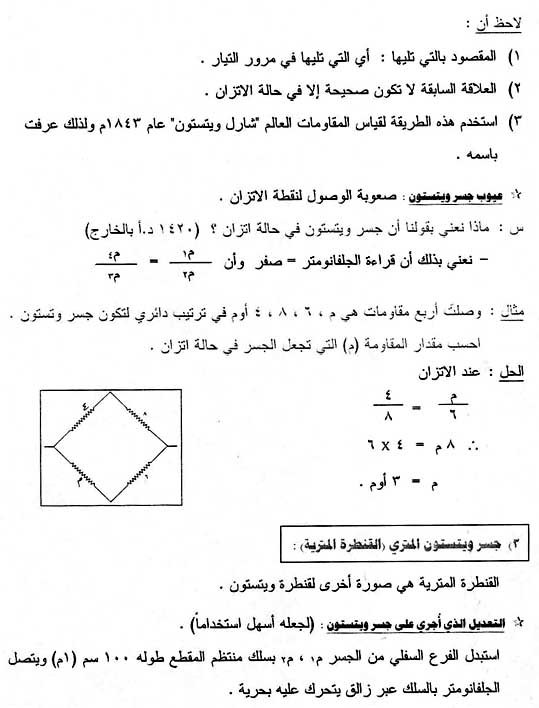 لاحظ أن :
١) المقصود بالتي تليها : أي التي تليها في مرور التيار .
٢) العلاقة السابقة لا تكون صحيحة إلا في حالة الاتزان .
٣) استخدم هذه الطريقة لقياس المقاومات العالم "شارل ويتستون" عام ١٨٤٣م ولذلك عرفت
باسمه .
☆ عيوب جسر ويتستون : صعوبة الوصول لنقطة الاتزان .
س : ماذا نعني بقولنا أن جسر ويتستون في حالة اتزان ؟ (١٤٢٠ د.أ بالخارج)
– نعني بذلك أن قراءة الجلفانومتر = صفر وأن م١/م٢ = م٤/م٣
مثال : وصلت أربع مقاومات هي م ، ٦ ، ٨ ، ٤ أوم في ترتيب دائري لتكون جسر وتستون .
احسب مقدار المقاومة (م) التي تجعل الجسر في حالة اتزان .
الحل : عند الاتزان
م/٦ = ٤/٨
∴ ٨ م = ٤ × ٦
م = ٣ أوم .
٤ ٨
م ٦
٣) جسر ويتستون المتري (القنطرة المترية) :
القنطرة المترية هي صورة أخرى لقنطرة ويتستون .
☆ التعديل الذي أجري على جسر ويتستون : (لجعله أسهل استخداماً) .
استبدل الفرع السفلي من الجسر م١ ، م٢ بسلك منتظم المقطع طوله ١٠٠ سم (١م) ويتصل
الجلفانومتر بالسلك عبر زالق يتحرك عليه بحرية .